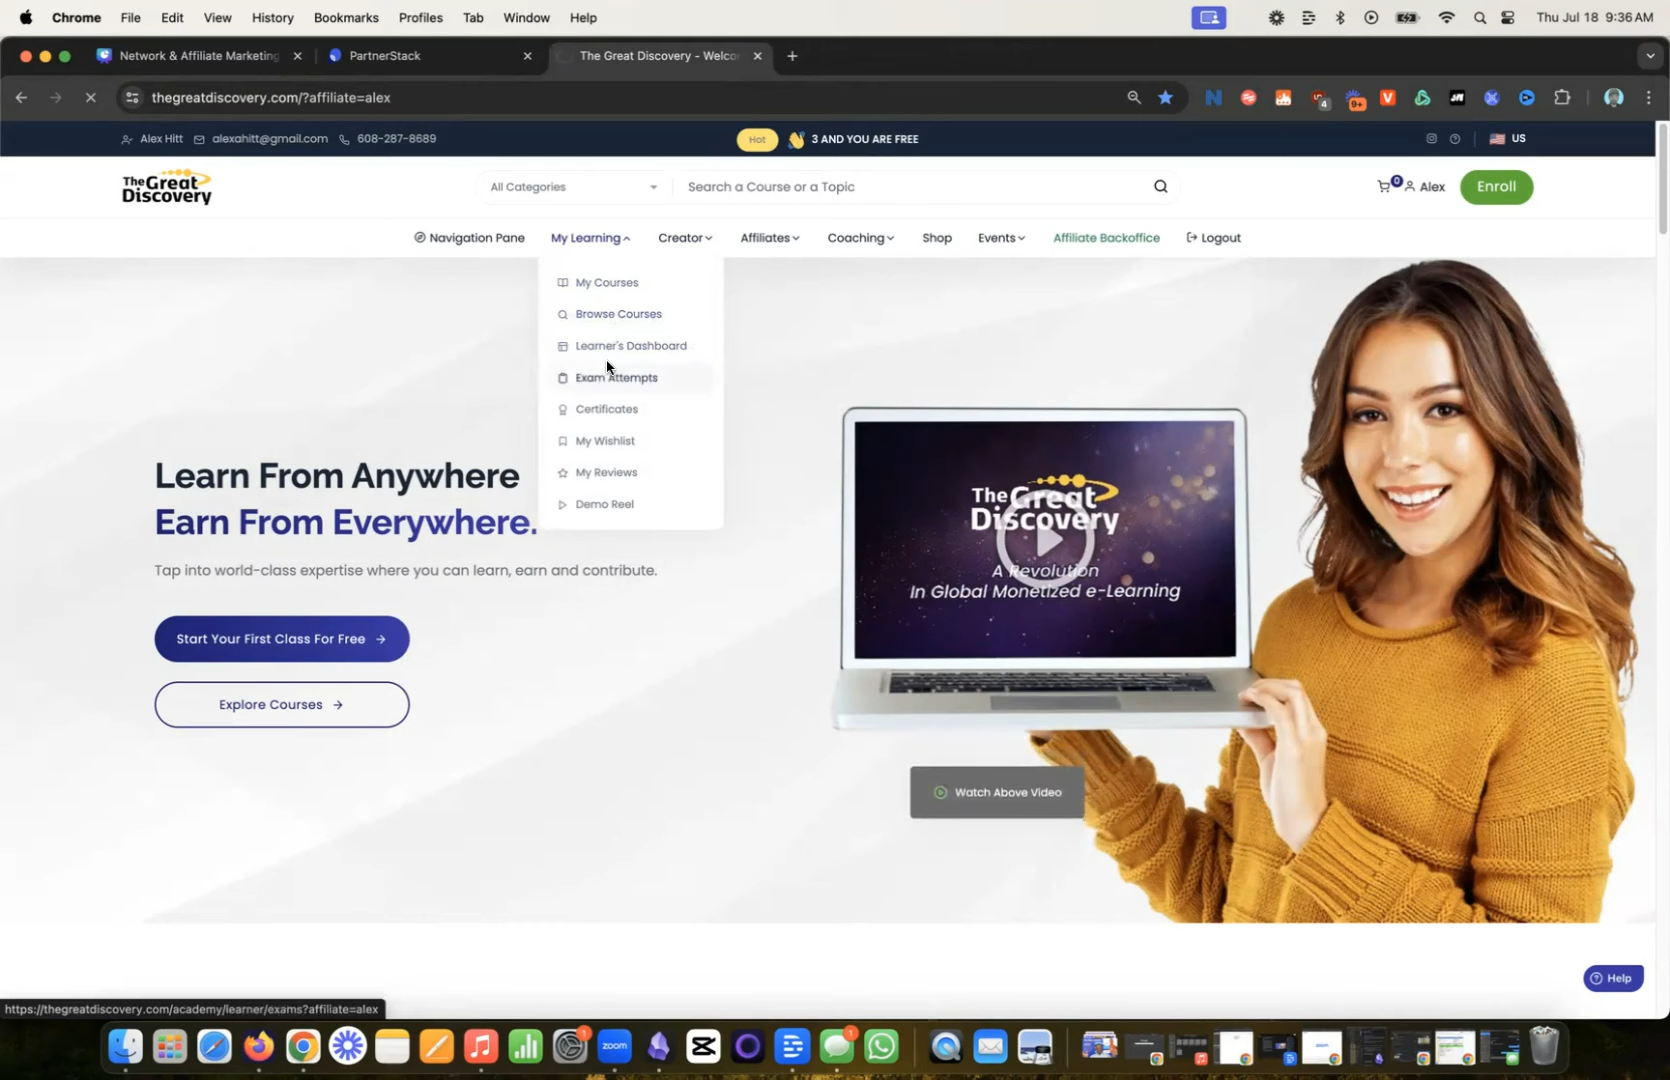 Chrome File Edit View History Bookmarks Profiles Tab Window Help Thu Jul 18 9:36 AM
Network & Affiliate Marketing PartnerStack The Great Discovery - Welco
thegreatdiscovery.com/?affiliate=alex
4 9+
Alex Hitt alexahitt@gmail.com 608-287-8689 Hot 3 AND YOU ARE FREE US
The Great Discovery
All Categories Search a Course or a Topic 0 Alex Enroll
Navigation Pane My Learning Creator Affiliates Coaching Shop Events Affiliate Backoffice Logout
My Courses
Browse Courses
Learner's Dashboard
Exam Attempts
Certificates
My Wishlist
My Reviews
Demo Reel
Learn From Anywhere
Earn From Everywhere.
Tap into world-class expertise where you can learn, earn and contribute.
Start Your First Class For Free
Explore Courses
The Great
Discovery
A Revolution
In Global Monetized e-Learning
Watch Above Video
Help
https://thegreatdiscovery.com/academy/learner/exams?affiliate=alex
1 zoom 1